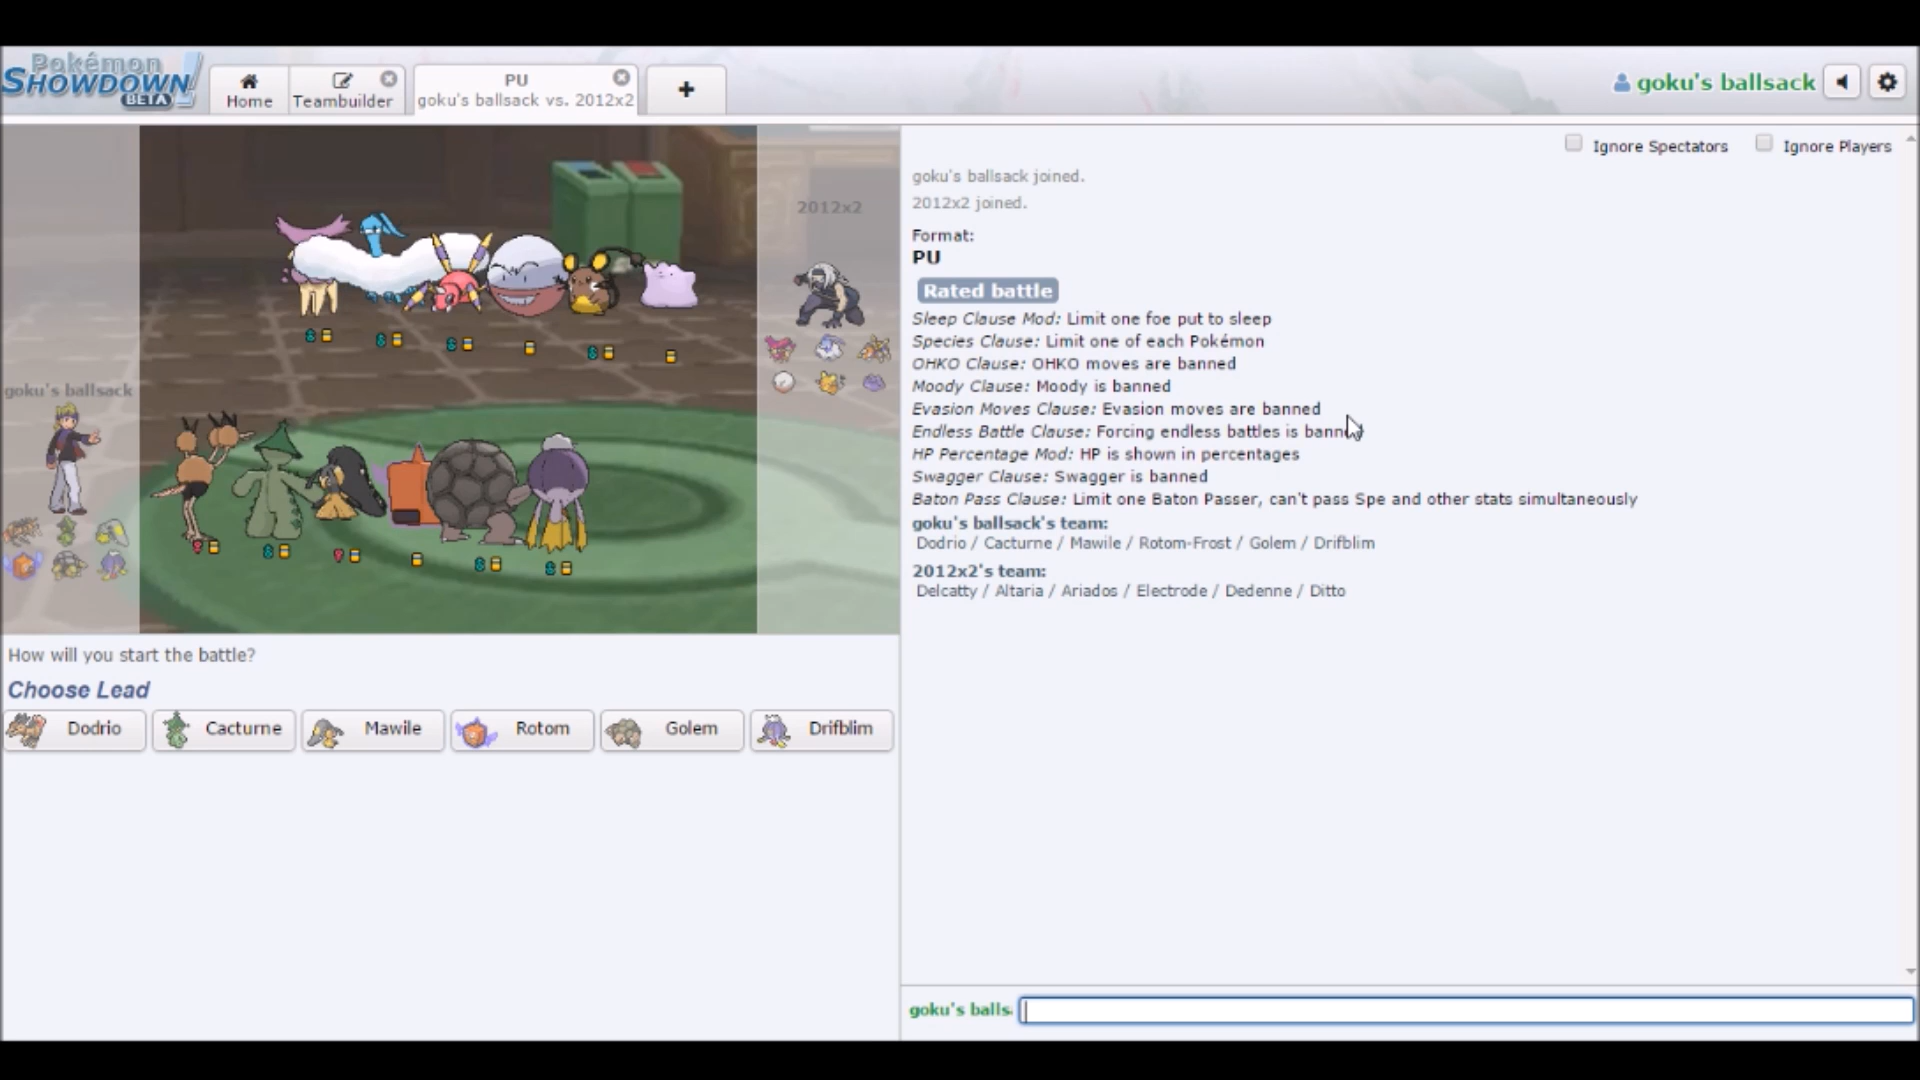 Pokémon
SHOWDOWN!
BETA
Home
Teambuilder
PU
goku's ballsack vs. 2012x2
+
goku's ballsack
Ignore Spectators
Ignore Players
2012x2
goku's ballsack
goku's ballsack joined.
2012x2 joined.
Format:
PU
Rated battle
Sleep Clause Mod: Limit one foe put to sleep
Species Clause: Limit one of each Pokémon
OHKO Clause: OHKO moves are banned
Moody Clause: Moody is banned
Evasion Moves Clause: Evasion moves are banned
Endless Battle Clause: Forcing endless battles is banned
HP Percentage Mod: HP is shown in percentages
Swagger Clause: Swagger is banned
Baton Pass Clause: Limit one Baton Passer, can't pass Spe and other stats simultaneously
goku's ballsack's team:
Dodrio / Cacturne / Mawile / Rotom-Frost / Golem / Drifblim
2012x2's team:
Delcatty / Altaria / Ariados / Electrode / Dedenne / Ditto
How will you start the battle?
Choose Lead
Dodrio
Cacturne
Mawile
Rotom
Golem
Drifblim
goku's balls